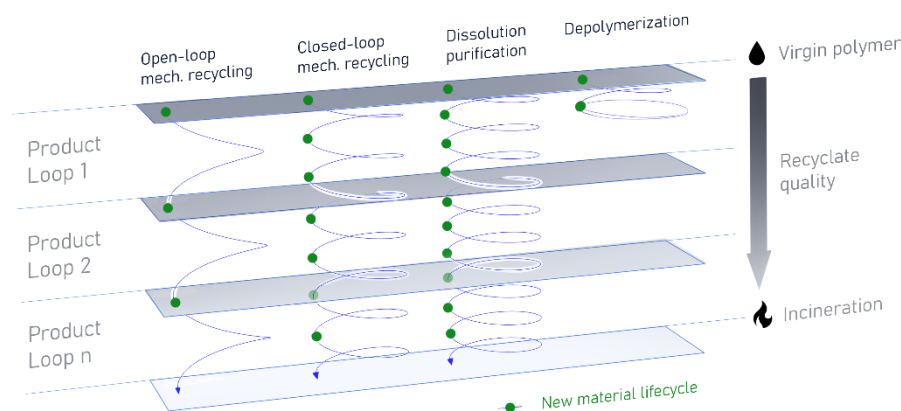 Open-loop
mech. recycling
Closed-loop
mech. recycling
Dissolution
purification
Depolymerization
Virgin polymer
Product
Loop 1
Recyclate
quality
Product
Loop 2
Incineration
Product
Loop n
New material lifecycle